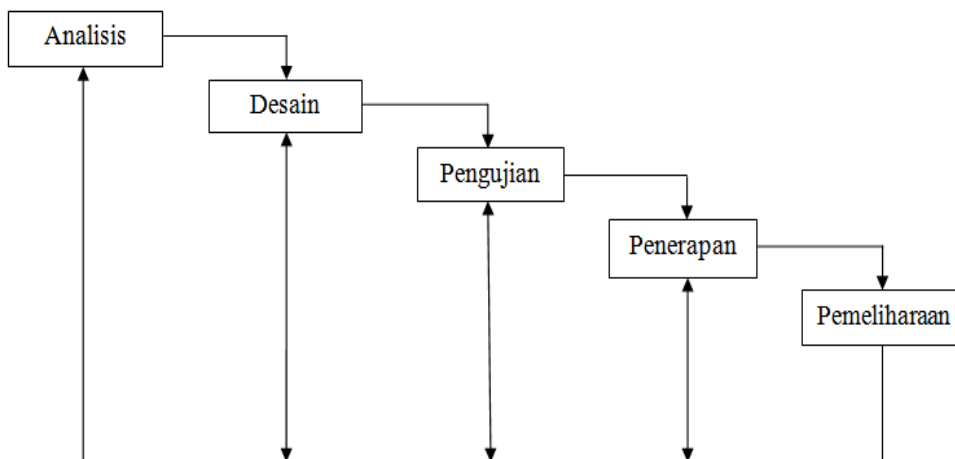 Analisis
Desain
Pengujian
Penerapan
Pemeliharaan